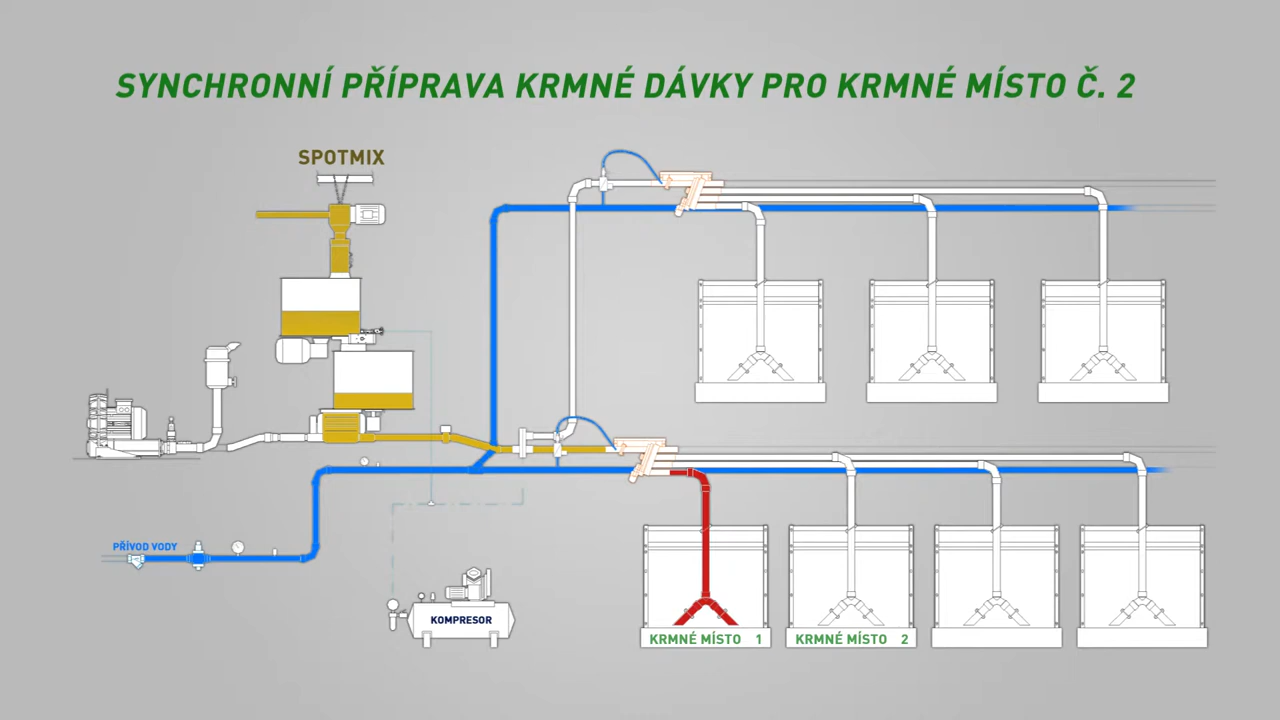 SYNCHRONNÍ PŘÍPRAVA KRMNÉ DÁVKY PRO KRMNÉ MÍSTO Č. 2
SPOTMIX
PŘÍVOD VODY
KOMPRESOR
KRMNÉ MÍSTO 1
KRMNÉ MÍSTO 2